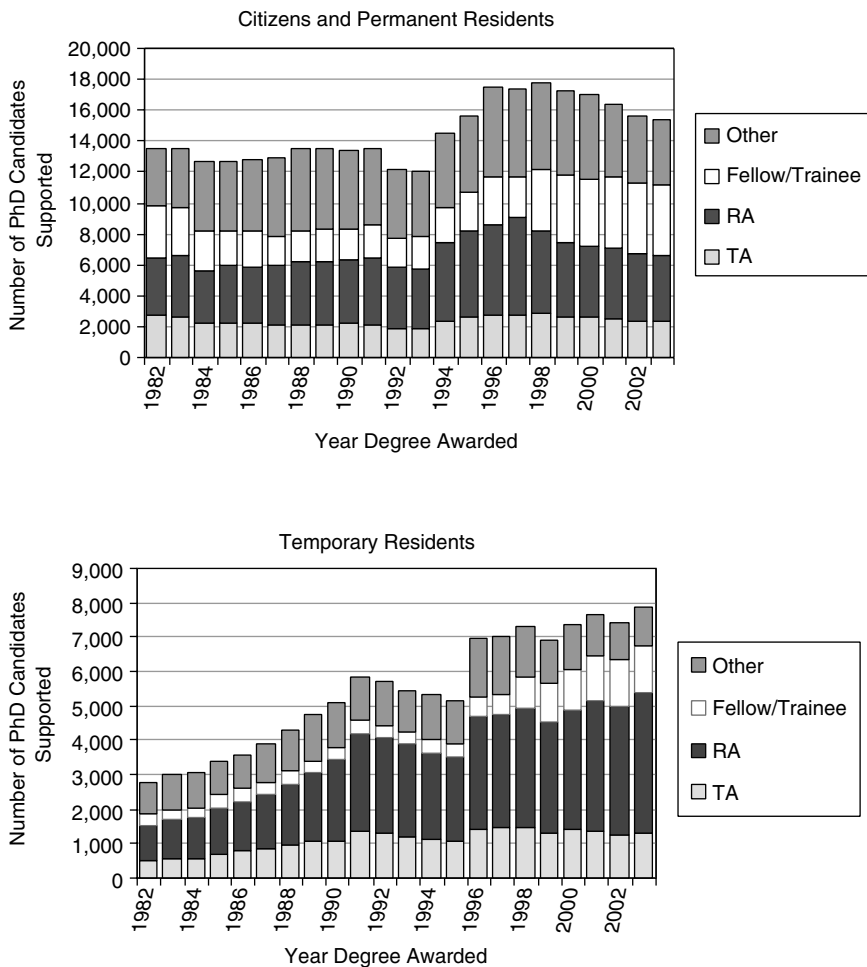 Citizens and Permanent Residents
Number of PhD Candidates
Supported
20,000
18,000
16,000
14,000
12,000
10,000
8,000
6,000
4,000
2,000
0
1982
1984
1986
1988
1990
1992
1994
1996
1998
2000
2002
Year Degree Awarded
Other
Fellow/Trainee
RA
TA
Temporary Residents
Number of PhD Candidates
Supported
9,000
8,000
7,000
6,000
5,000
4,000
3,000
2,000
1,000
0
1982
1984
1986
1988
1990
1992
1994
1996
1998
2000
2002
Year Degree Awarded
Other
Fellow/Trainee
RA
TA